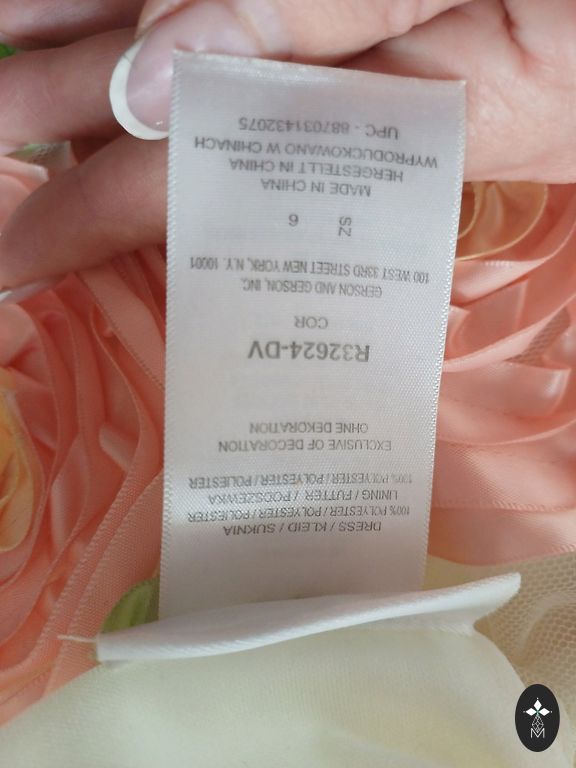 DRESS / KLEID / SUKNIA
100% POLYESTER / POLYESTER / POLIESTER
LINING / FUTTER / PODSZEWKA
100% POLYESTER / POLYESTER / POLIESTER
EXCLUSIVE OF DECORATION
OHNE DEKORATION
R32624-DV
COR
GERSON AND GERSON, INC.
100 WEST 33RD STREET NEW YORK, N.Y. 10001
SZ 6
MADE IN CHINA
HERGESTELLT IN CHINA
WYPRODUCKOWANO W CHINACH
UPC - 887031432075
M